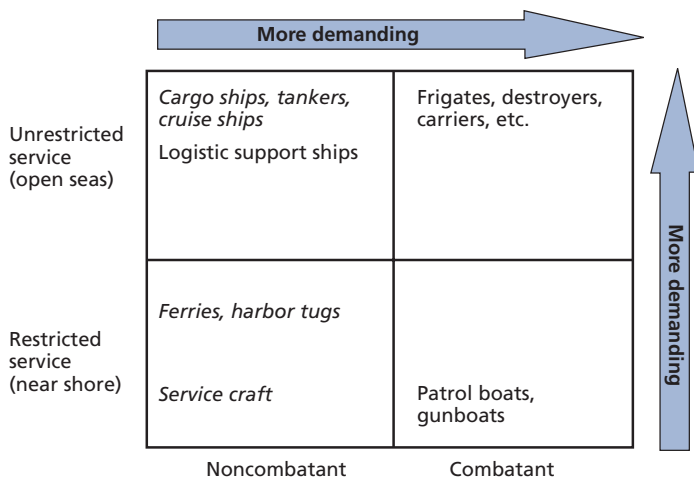 More demanding
Unrestricted
service
(open seas)
Cargo ships, tankers,
cruise ships
Logistic support ships
Frigates, destroyers,
carriers, etc.
More demanding
Restricted
service
(near shore)
Ferries, harbor tugs
Service craft
Patrol boats,
gunboats
Noncombatant
Combatant